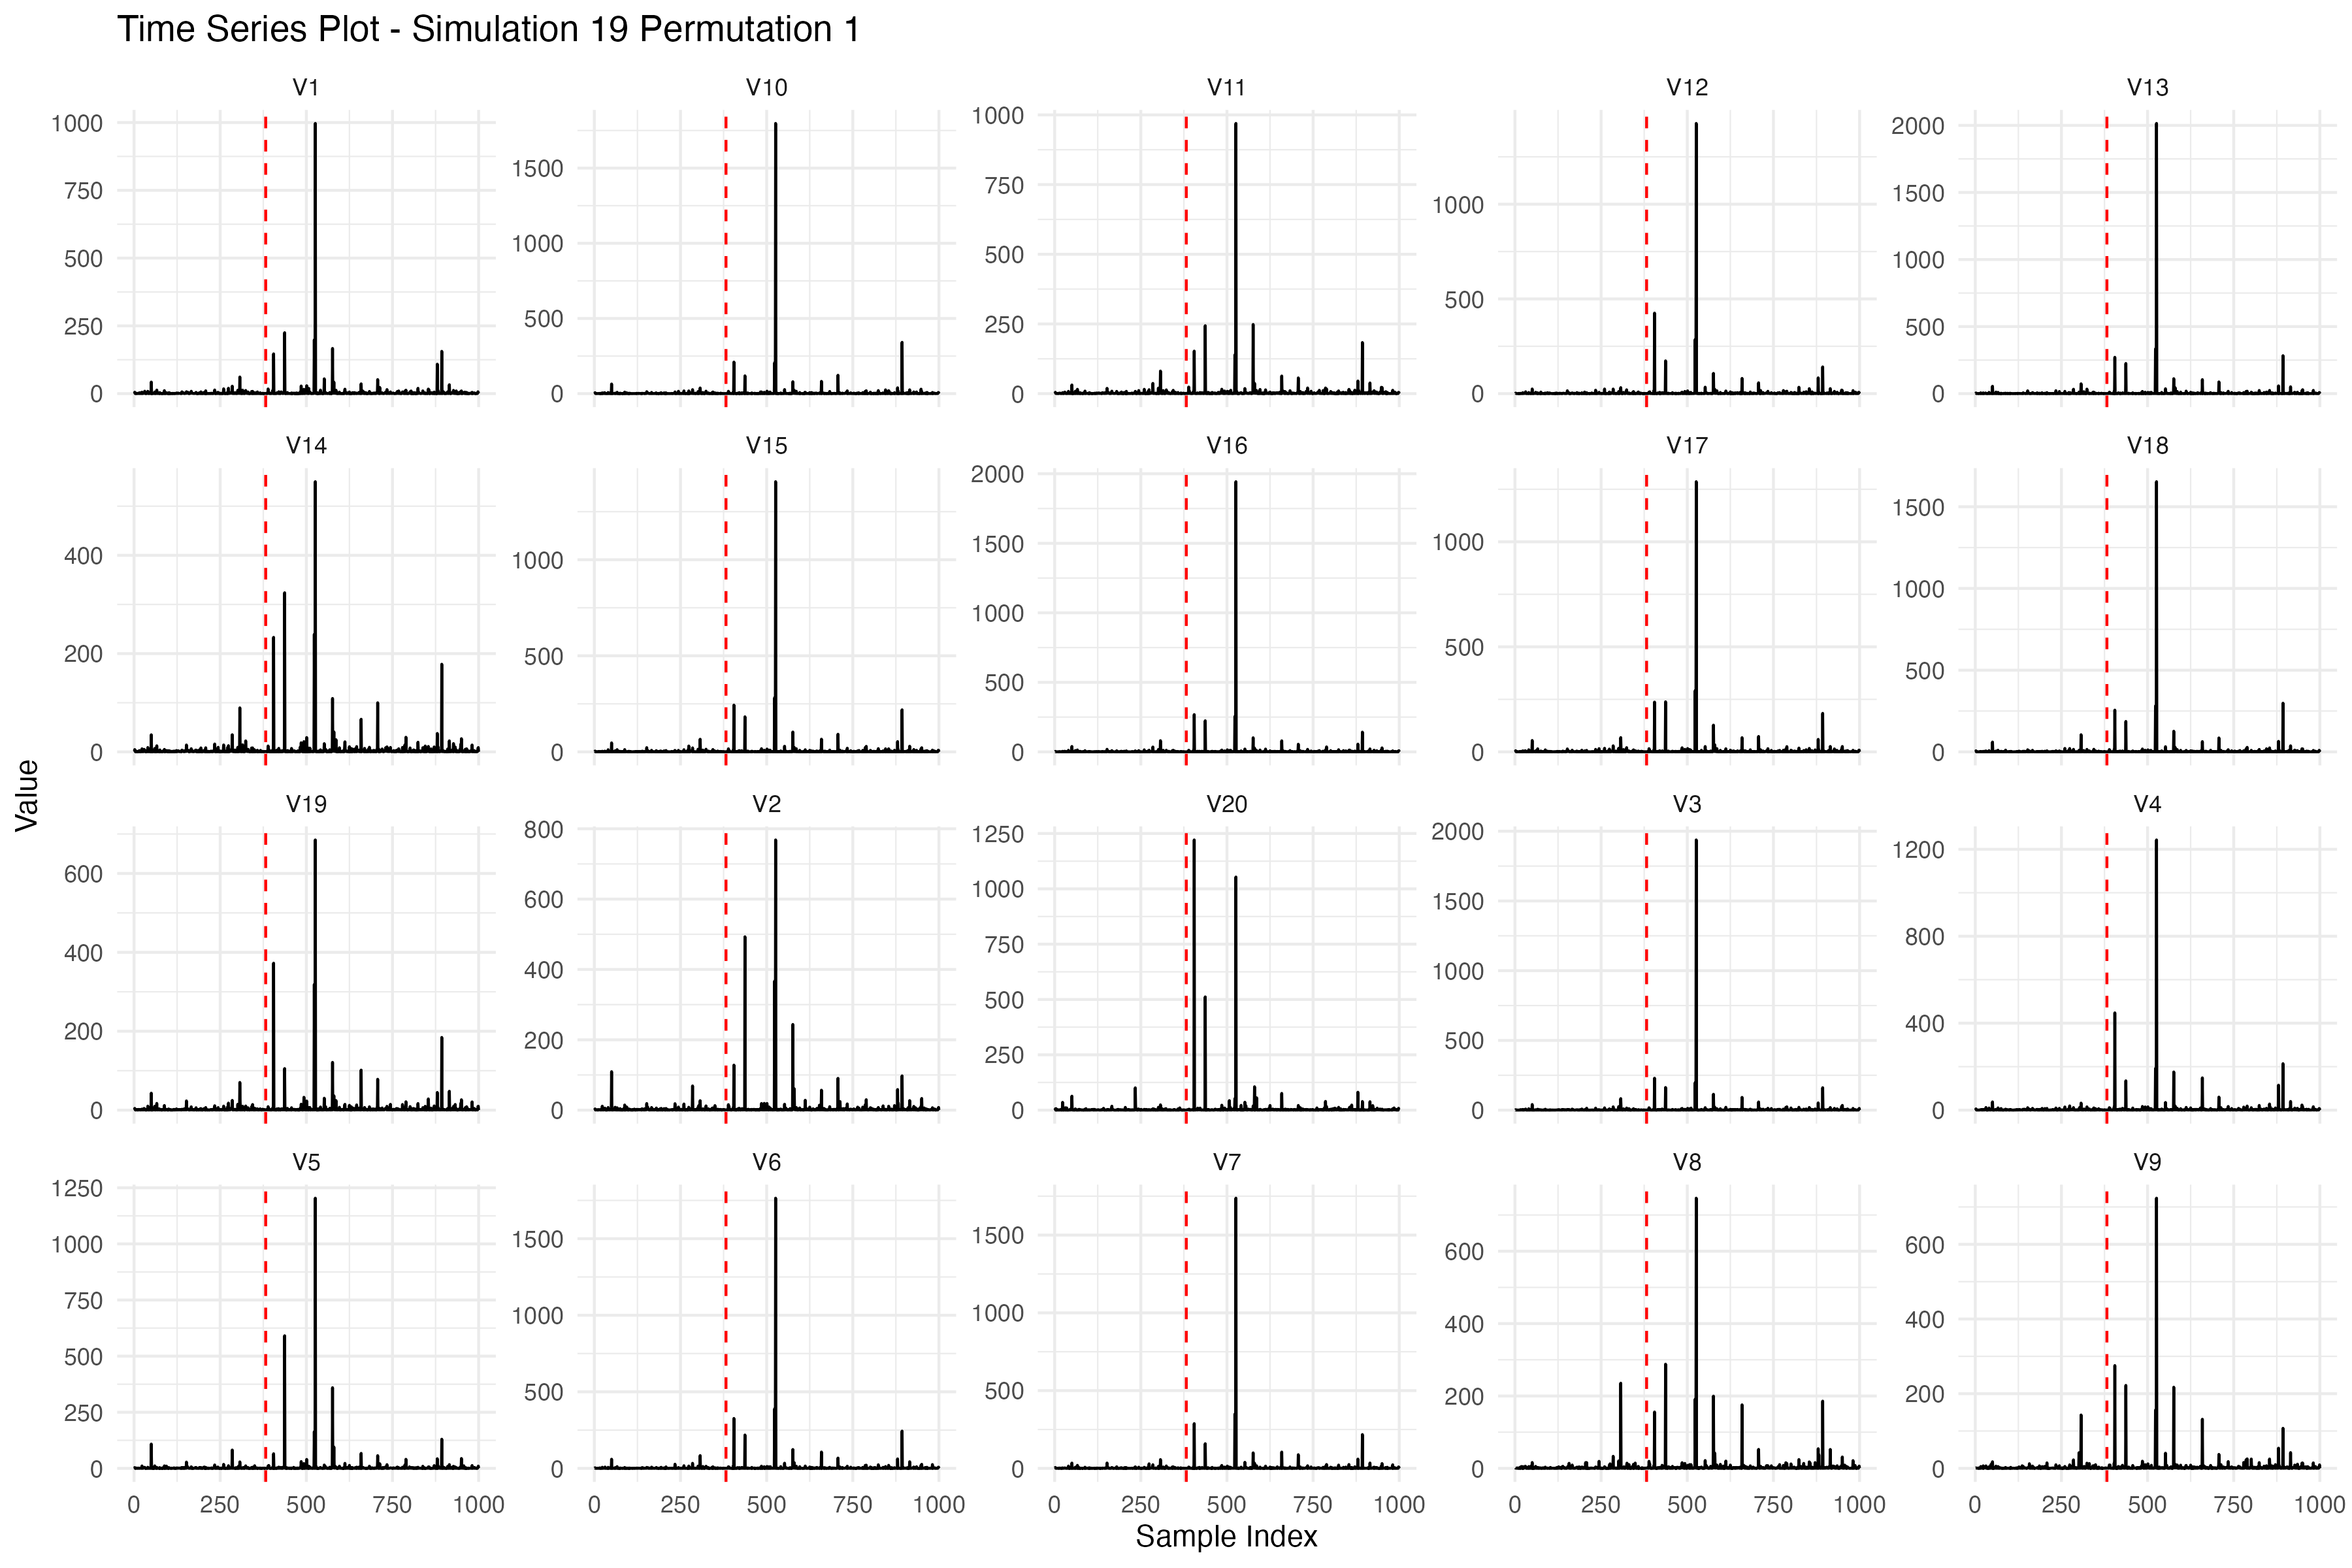 Time Series Plot - Simulation 19 Permutation 1
V1 V10 V11 V12 V13
1000 750 500 250 0
1500 1000 500 0
1000 750 500 250 0
1000 500 0
2000 1500 1000 500 0
V14 V15 V16 V17 V18
400 200 0
1000 500 0
2000 1500 1000 500 0
1000 500 0
1500 1000 500 0
Value
V19 V2 V20 V3 V4
600 400 200 0
800 600 400 200 0
1250 1000 750 500 250 0
2000 1500 1000 500 0
1200 800 400 0
V5 V6 V7 V8 V9
1250 1000 750 500 250 0
1500 1000 500 0
1500 1000 500 0
600 400 200 0
600 400 200 0
0 250 500 750 1000 0 250 500 750 1000 0 250 500 750 1000 0 250 500 750 1000 0 250 500 750 1000
Sample Index